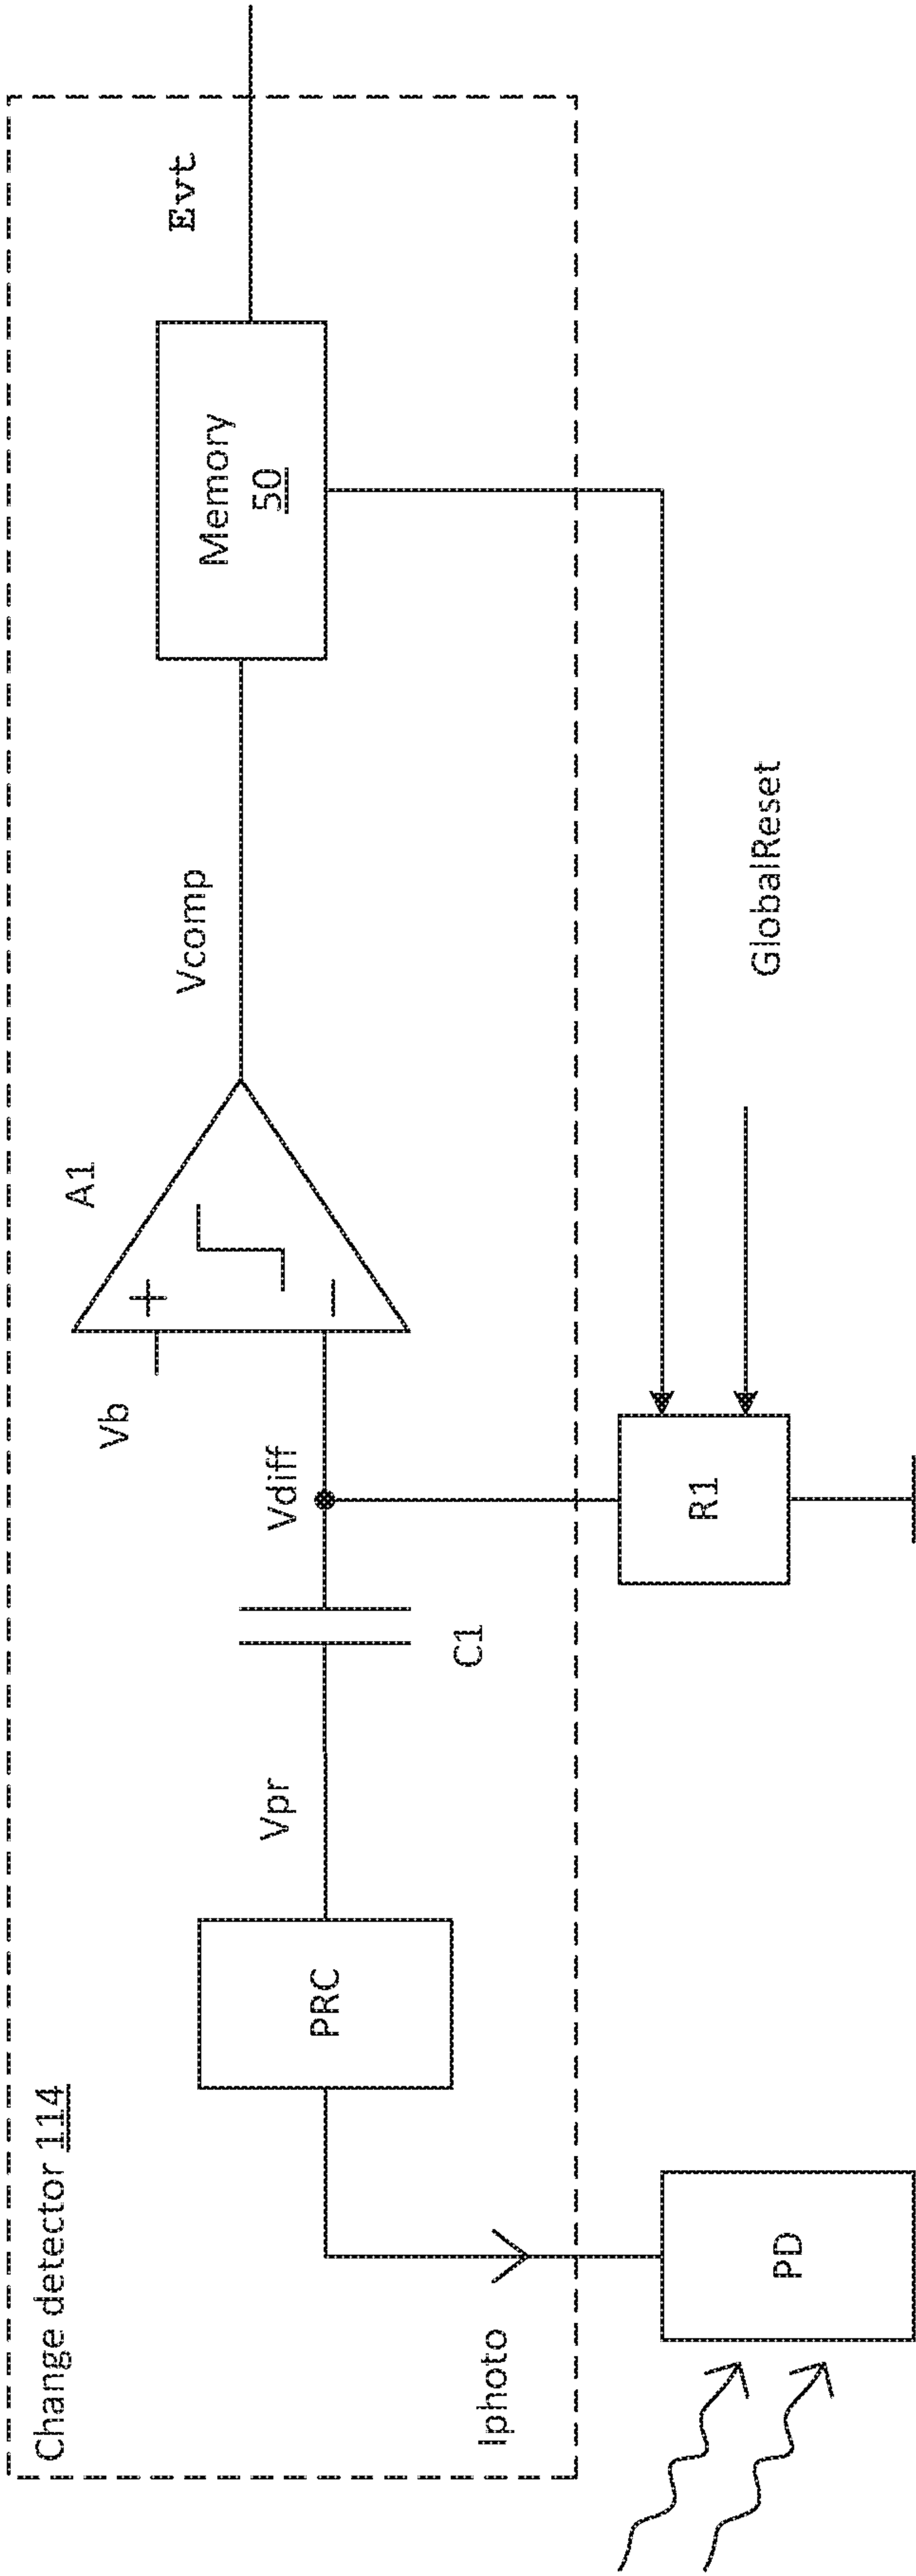 Change detector 114
Iphoto
PD
PRC
Vpr
C1
Vdiff
Vb
+
−
A1
R1
Vcomp
GlobalReset
Memory
50
Evt